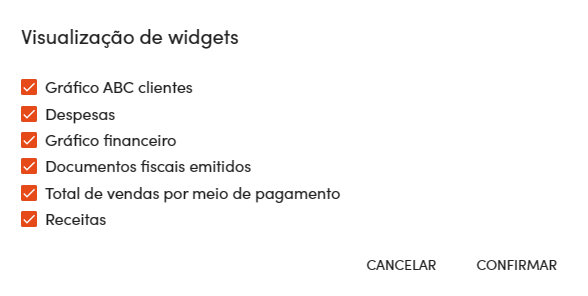 Visualização de widgets
Gráfico ABC clientes
Despesas
Gráfico financeiro
Documentos fiscais emitidos
Total de vendas por meio de pagamento
Receitas
CANCELAR CONFIRMAR